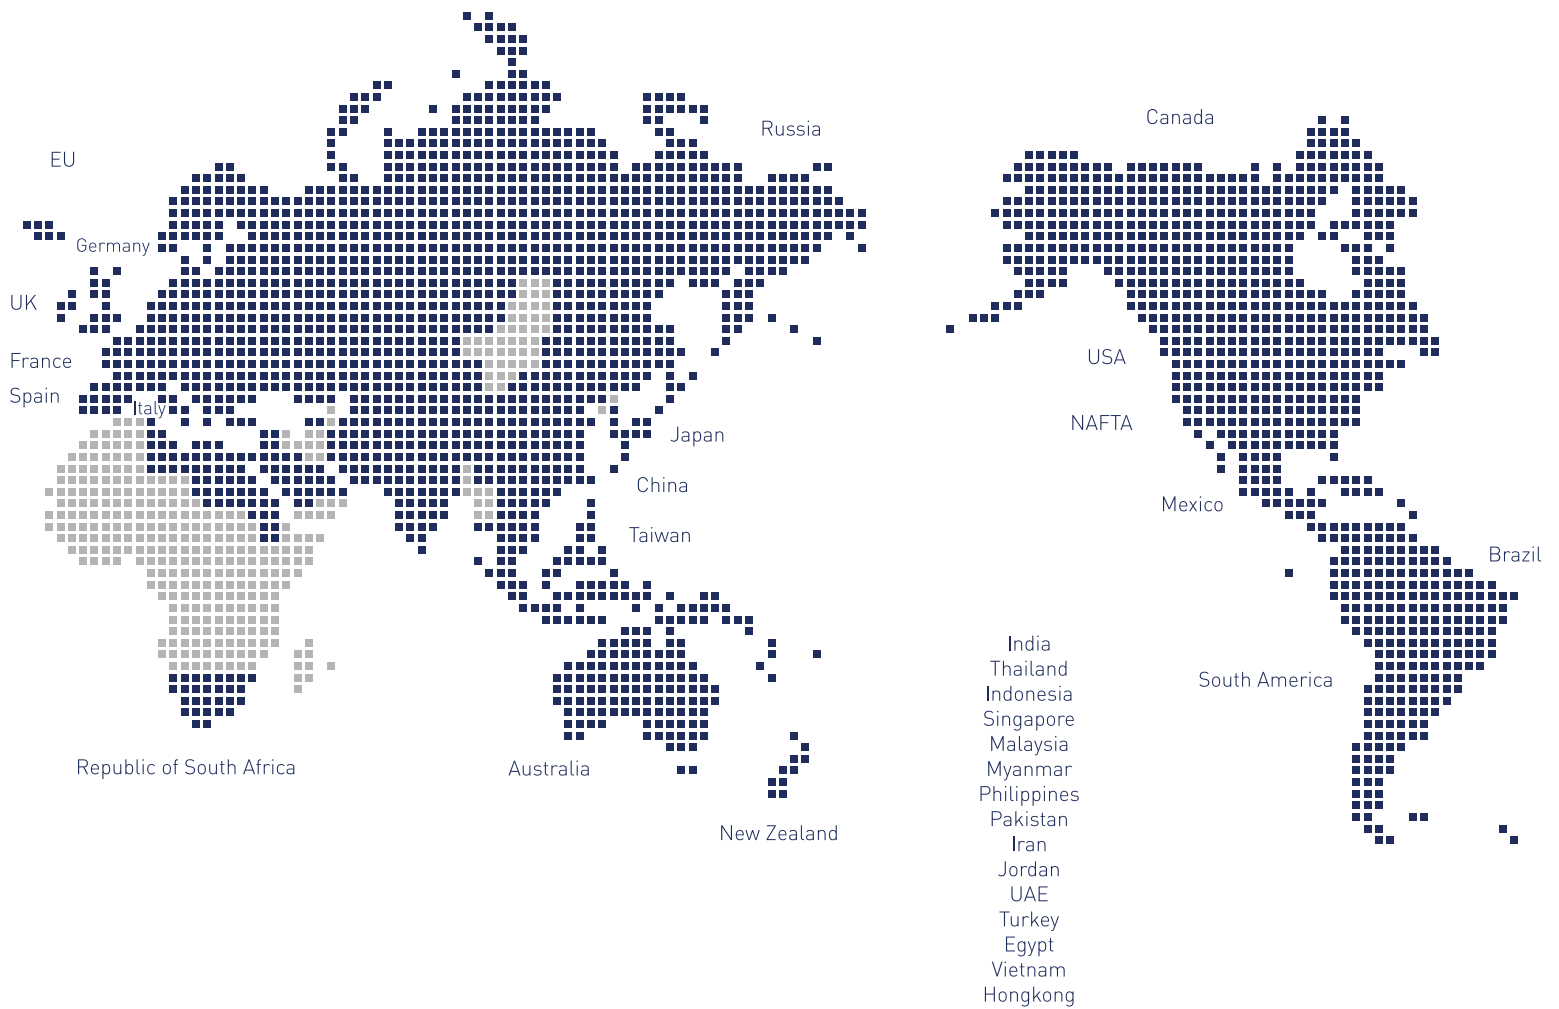 Canada
Russia
EU
Germany
UK
USA
France
Spain
Italy
NAFTA
Japan
China
Mexico
Taiwan
Brazil
India
Thailand
South America
Indonesia
Singapore
Malaysia
Republic of South Africa
Australia
Myanmar
Philippines
Pakistan
New Zealand
Iran
Jordan
UAE
Turkey
Egypt
Vietnam
Hongkong